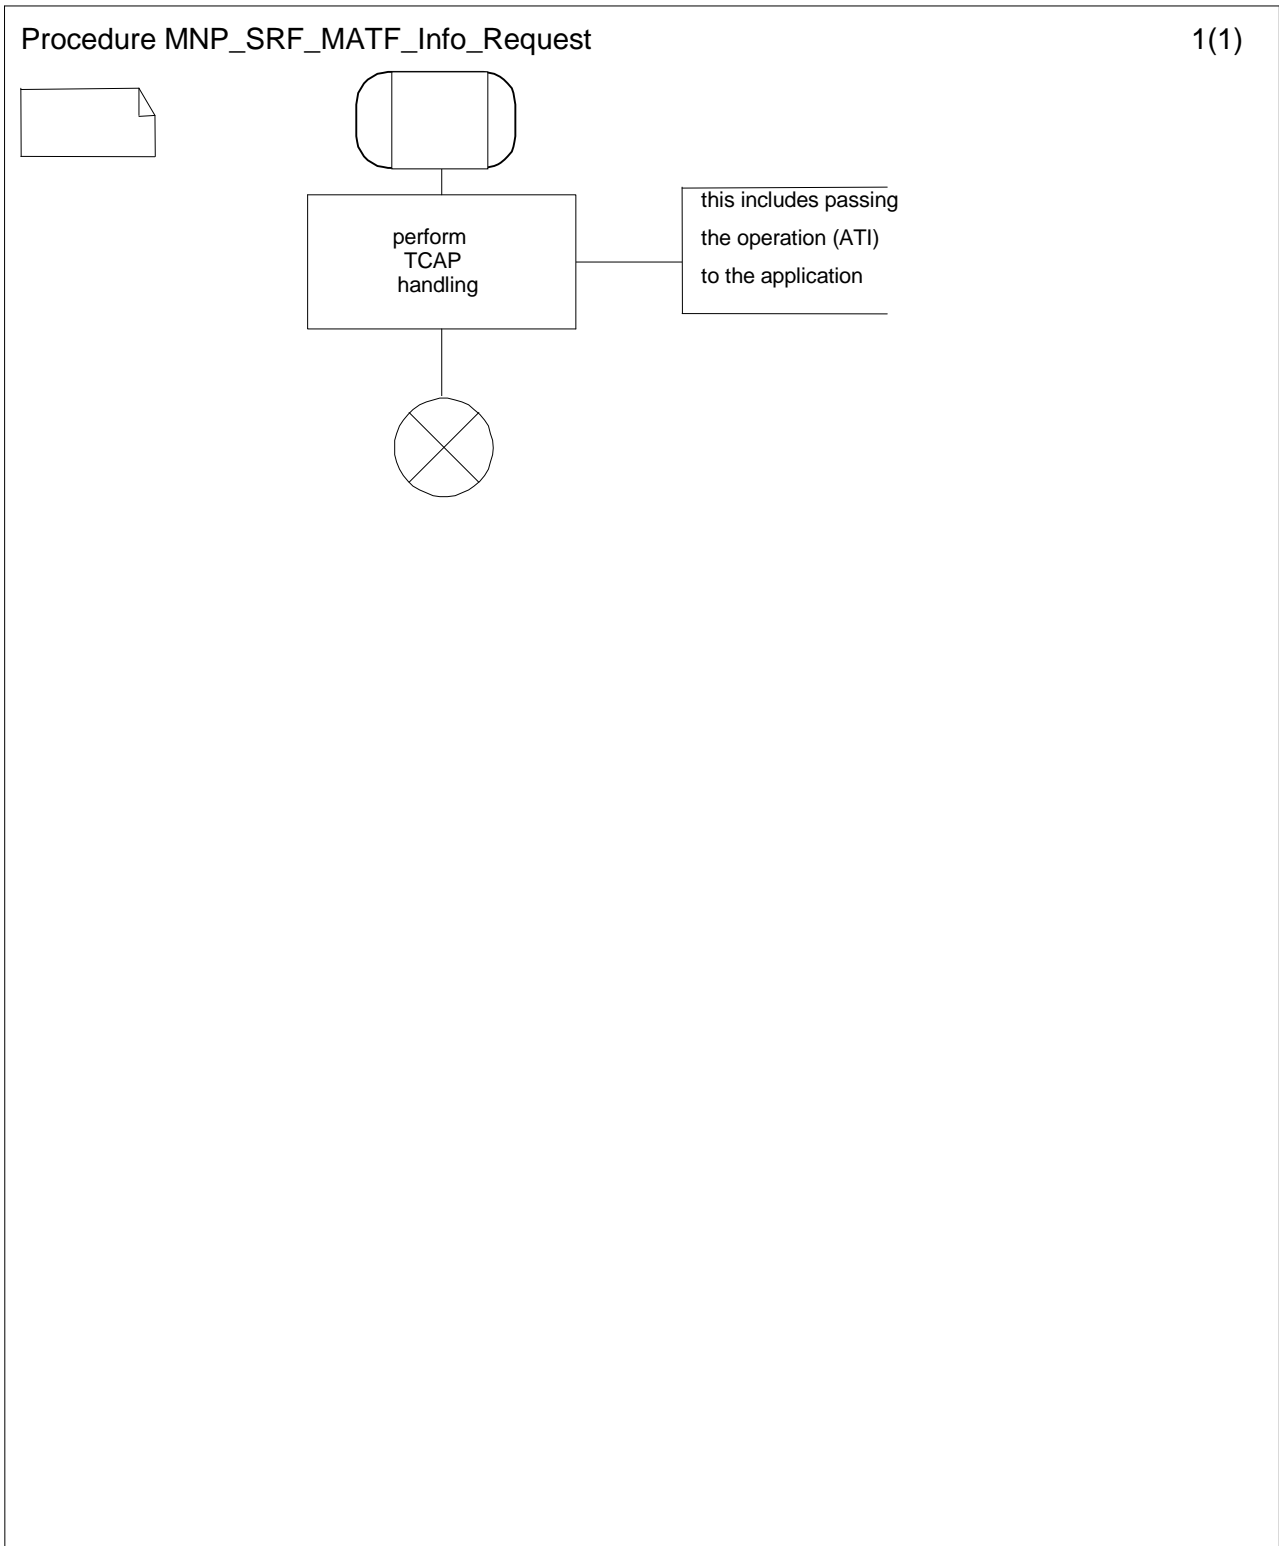 Procedure MNP_SRF_MATF_Info_Request 1(1)
perform
TCAP
handling
this includes passing
the operation (ATI)
to the application